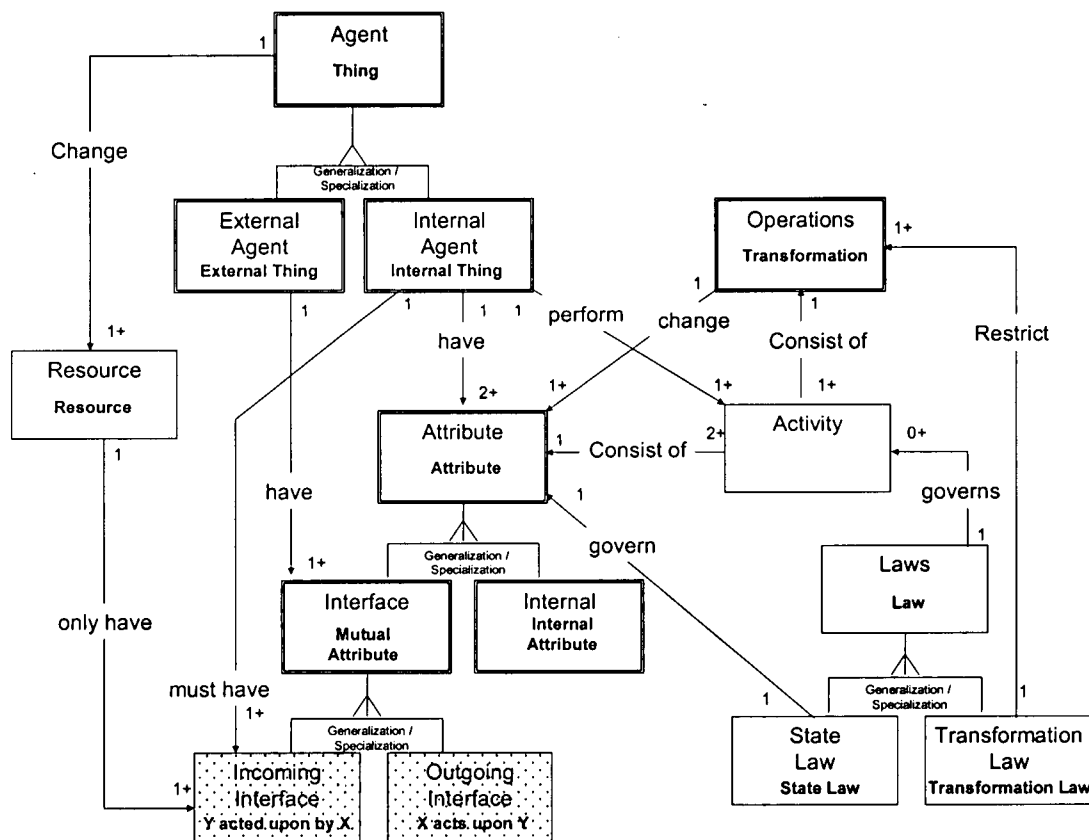 Agent
Thing
1
Change
Generalization /
Specialization
External
Agent
External Thing
Internal
Agent
Internal Thing
Operations
Transformation
1+
1
1
1
1
1
1
perform
change
Consist of
Restrict
have
1+
Resource
Resource
2+
1+
1+
1+
Attribute
Attribute
Activity
1
1
Consist of
2+
0+
1
have
govern
governs
1
Generalization /
Specialization
1+
Interface
Mutual
Attribute
Internal
Internal
Attribute
Laws
Law
only have
must have
1+
Generalization /
Specialization
Generalization /
Specialization
1
1
State
Law
State Law
Transformation
Law
Transformation Law
1+
Incoming
Interface
Y acted upon by X
Outgoing
Interface
X acts upon Y